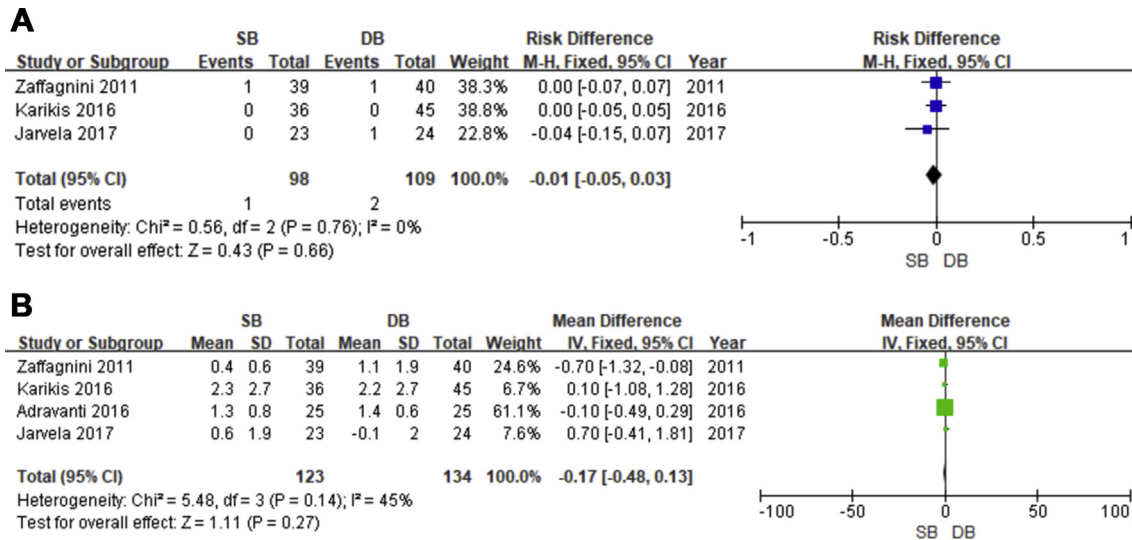 A
SB DB Risk Difference Risk Difference
Study or Subgroup Events Total Events Total Weight M-H, Fixed, 95% CI Year M-H, Fixed, 95% CI
Zaffagnini 2011 1 39 1 40 38.3% 0.00 [-0.07, 0.07] 2011
Karikis 2016 0 36 0 45 38.8% 0.00 [-0.05, 0.05] 2016
Jarvela 2017 0 23 1 24 22.8% -0.04 [-0.15, 0.07] 2017
Total (95% CI) 98 109 100.0% -0.01 [-0.05, 0.03]
Total events 1 2
Heterogeneity: Chi² = 0.56, df = 2 (P = 0.76); I² = 0%
Test for overall effect: Z = 0.43 (P = 0.66)
-1 -0.5 0 0.5 1
SB DB
B
SB DB Mean Difference Mean Difference
Study or Subgroup Mean SD Total Mean SD Total Weight IV, Fixed, 95% CI Year IV, Fixed, 95% CI
Zaffagnini 2011 0.4 0.6 39 1.1 1.9 40 24.6% -0.70 [-1.32, -0.08] 2011
Karikis 2016 2.3 2.7 36 2.2 2.7 45 6.7% 0.10 [-1.08, 1.28] 2016
Adravanti 2016 1.3 0.8 25 1.4 0.6 25 61.1% -0.10 [-0.49, 0.29] 2016
Jarvela 2017 0.6 1.9 23 -0.1 2 24 7.6% 0.70 [-0.41, 1.81] 2017
Total (95% CI) 123 134 100.0% -0.17 [-0.48, 0.13]
Heterogeneity: Chi² = 5.48, df = 3 (P = 0.14); I² = 45%
Test for overall effect: Z = 1.11 (P = 0.27)
-100 -50 0 50 100
SB DB